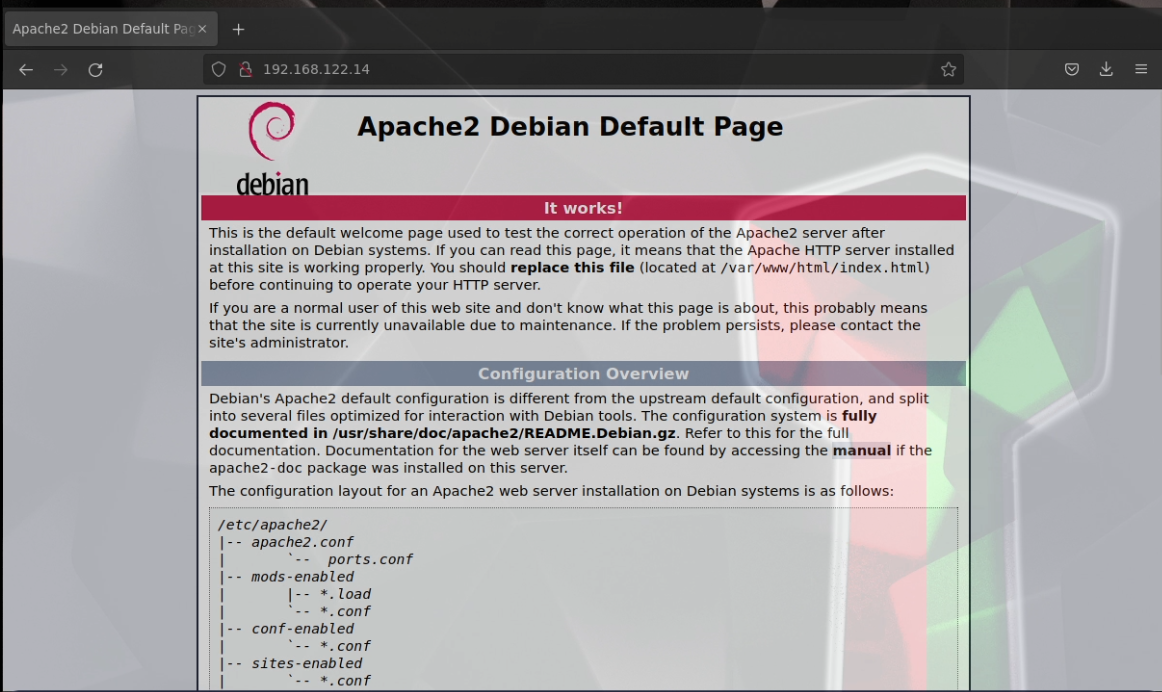 Apache2 Debian Default Pag
192.168.122.14
Apache2 Debian Default Page
debian
It works!
This is the default welcome page used to test the correct operation of the Apache2 server after
installation on Debian systems. If you can read this page, it means that the Apache HTTP server installed
at this site is working properly. You should replace this file (located at /var/www/html/index.html)
before continuing to operate your HTTP server.
If you are a normal user of this web site and don't know what this page is about, this probably means
that the site is currently unavailable due to maintenance. If the problem persists, please contact the
site's administrator.
Configuration Overview
Debian's Apache2 default configuration is different from the upstream default configuration, and split
into several files optimized for interaction with Debian tools. The configuration system is fully
documented in /usr/share/doc/apache2/README.Debian.gz. Refer to this for the full
documentation. Documentation for the web server itself can be found by accessing the manual if the
apache2-doc package was installed on this server.
The configuration layout for an Apache2 web server installation on Debian systems is as follows:
/etc/apache2/
|-- apache2.conf
|       `--  ports.conf
|-- mods-enabled
|       |-- *.load
|       `-- *.conf
|-- conf-enabled
|       `-- *.conf
|-- sites-enabled
|       `-- *.conf